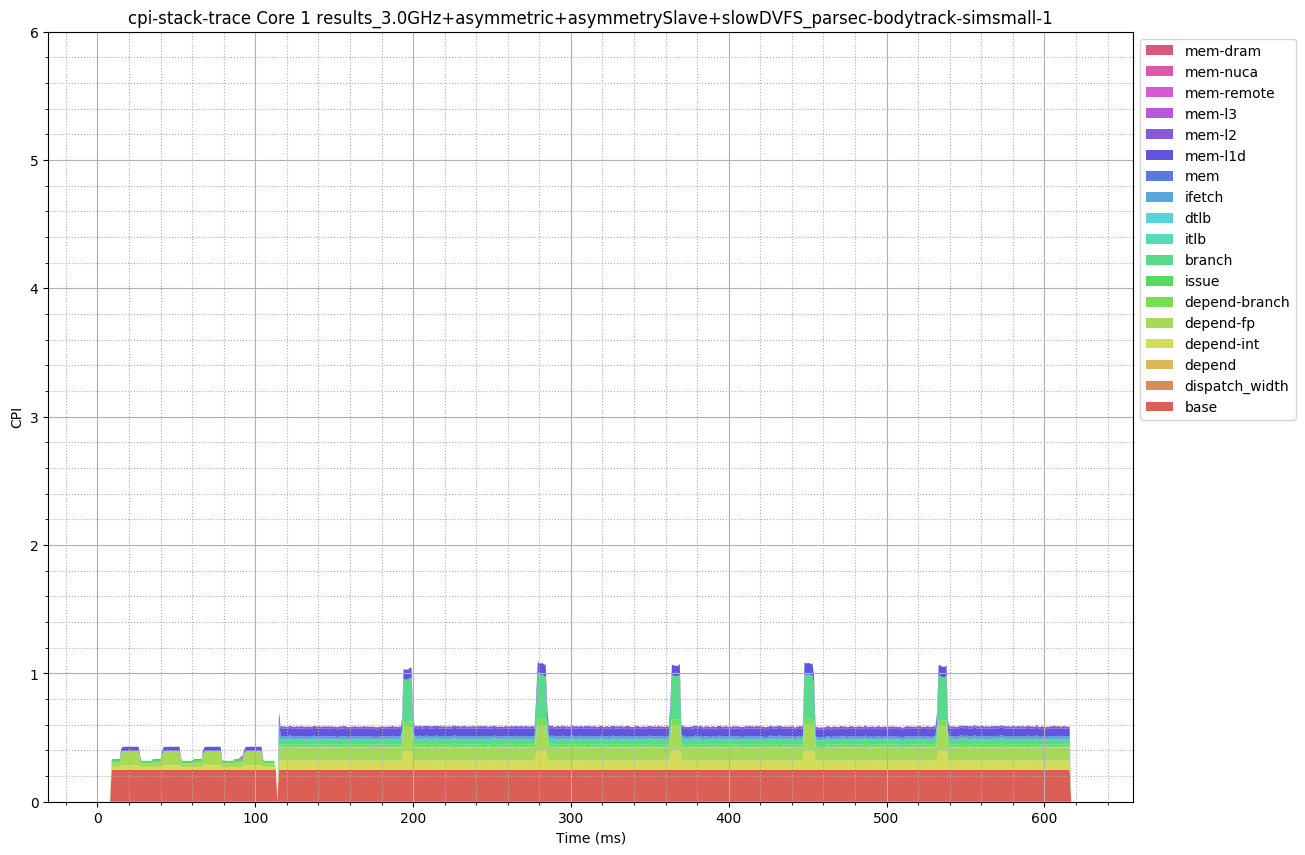 cpi-stack-trace Core 1 results_3.0GHz+asymmetric+asymmetrySlave+slowDVFS_parsec-bodytrack-simsmall-1
6
5
4
3
2
1
0
CPI
0
100
200
300
400
500
600
Time (ms)
mem-dram
mem-nuca
mem-remote
mem-l3
mem-l2
mem-l1d
mem
ifetch
dtlb
itlb
branch
issue
depend-branch
depend-fp
depend-int
depend
dispatch_width
base